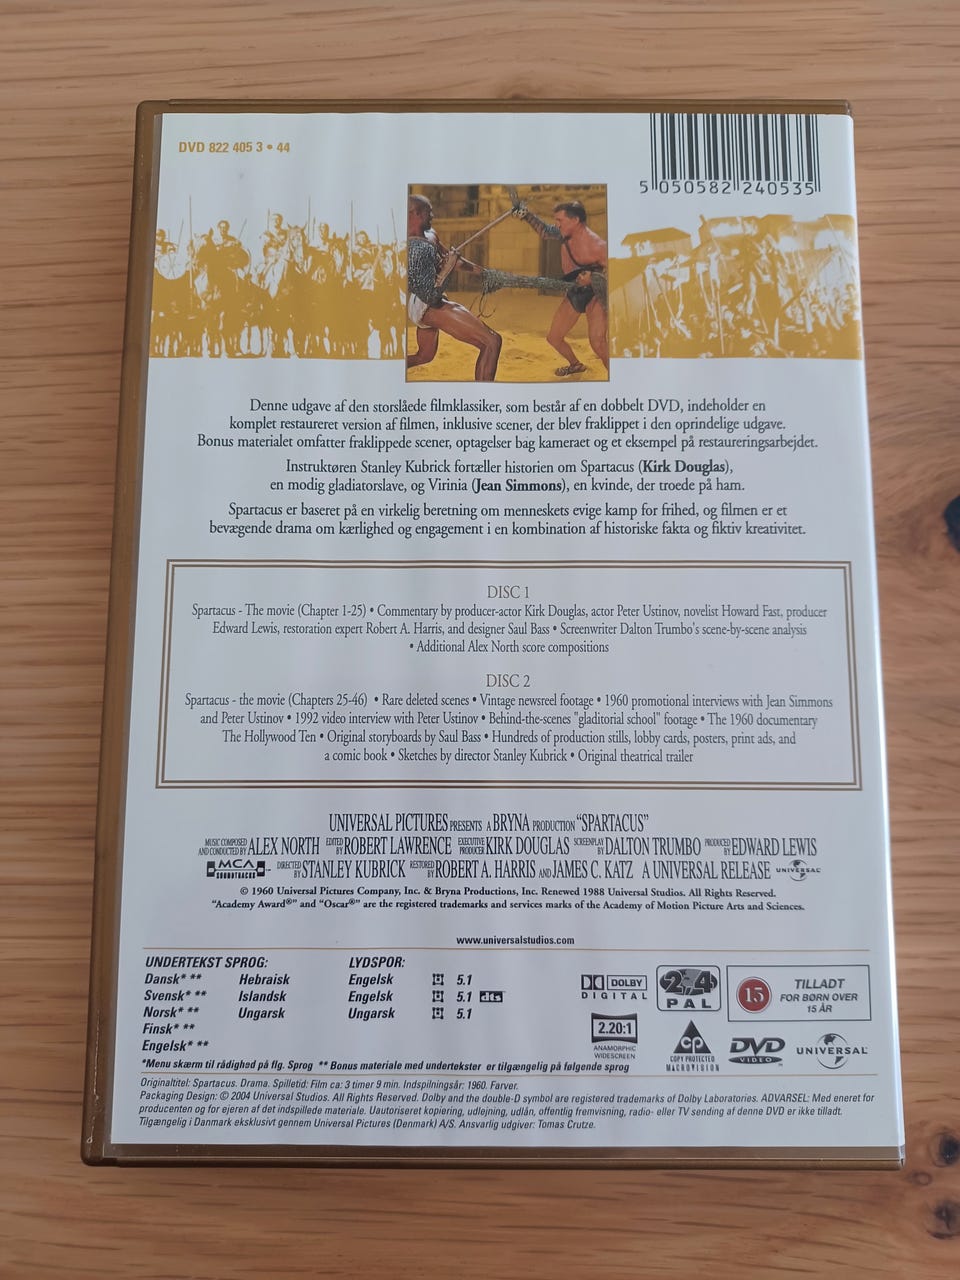 DVD 822 405 3 • 44
5 050582 240535
Denne udgave af den storslåede filmklassiker, som består af en dobbelt DVD, indeholder en
komplet restaureret version af filmen, inklusive scener, der blev fraklippet i den oprindelige udgave.
Bonus materialet omfatter fraklippede scener, optagelser bag kameraet og et eksempel på restaureringsarbejdet.
Instruktøren Stanley Kubrick fortæller historien om Spartacus (Kirk Douglas),
en modig gladiatorslave, og Virinia (Jean Simmons), en kvinde, der troede på ham.
Spartacus er baseret på en virkelig beretning om menneskets evige kamp for frihed, og filmen er et
bevægende drama om kærlighed og engagement i en kombination af historiske fakta og fiktiv kreativitet.
DISC 1
Spartacus - The movie (Chapter 1-25) • Commentary by producer-actor Kirk Douglas, actor Peter Ustinov, novelist Howard Fast, producer
Edward Lewis, restoration expert Robert A. Harris, and designer Saul Bass • Screenwriter Dalton Trumbo's scene-by-scene analysis
• Additional Alex North score compositions
DISC 2
Spartacus - the movie (Chapters 25-46) • Rare deleted scenes • Vintage newsreel footage • 1960 promotional interviews with Jean Simmons
and Peter Ustinov • 1992 video interview with Peter Ustinov • Behind-the-scenes "gladitorial school" footage • The 1960 documentary
The Hollywood Ten • Original storyboards by Saul Bass • Hundreds of production stills, lobby cards, posters, print ads, and
a comic book • Sketches by director Stanley Kubrick • Original theatrical trailer
UNIVERSAL PICTURES PRESENTS A BRYNA PRODUCTION “SPARTACUS”
MUSIC COMPOSED AND CONDUCTED BY ALEX NORTH EDITED BY ROBERT LAWRENCE EXECUTIVE PRODUCER KIRK DOUGLAS SCREENPLAY BY DALTON TRUMBO PRODUCED BY EDWARD LEWIS
MCA SOUNDTRACKS DIRECTED BY STANLEY KUBRICK RESTORED BY ROBERT A. HARRIS AND JAMES C. KATZ A UNIVERSAL RELEASE UNIVERSAL
© 1960 Universal Pictures Company, Inc. & Bryna Productions, Inc. Renewed 1988 Universal Studios. All Rights Reserved.
“Academy Award®” and “Oscar®” are the registered trademarks and services marks of the Academy of Motion Picture Arts and Sciences.
www.universalstudios.com
UNDERTEKST SPROG:
Dansk* ** Hebraisk
Svensk* ** Islandsk
Norsk* ** Ungarsk
Finsk* **
Engelsk* **
LYDSPOR:
Engelsk 5.1
Engelsk 5.1 dts
Ungarsk 5.1
DOLBY
DIGITAL
2 4
PAL
15
TILLADT
FOR BØRN OVER
15 ÅR
2.20:1
ANAMORPHIC
WIDESCREEN
CP
COPY PROTECTED
MACROVISION
DVD
VIDEO
UNIVERSAL
*Menu skærm til rådighed på flg. Sprog ** Bonus materiale med undertekster er tilgængelig på følgende sprog
Originaltitel: Spartacus. Drama. Spilletid: Film ca: 3 timer 9 min. Indspilningsår: 1960. Farver.
Packaging Design: © 2004 Universal Studios. All Rights Reserved. Dolby and the double-D symbol are registered trademarks of Dolby Laboratories. ADVARSEL: Med eneret for
producenten og for ejeren af det indspillede materiale. Uautoriseret kopiering, udlejning, udlån, offentlig fremvisning, radio- eller TV sending af denne DVD er ikke tilladt.
Tilgængelig i Danmark eksklusivt gennem Universal Pictures (Denmark) A/S. Ansvarlig udgiver: Tomas Crutze.